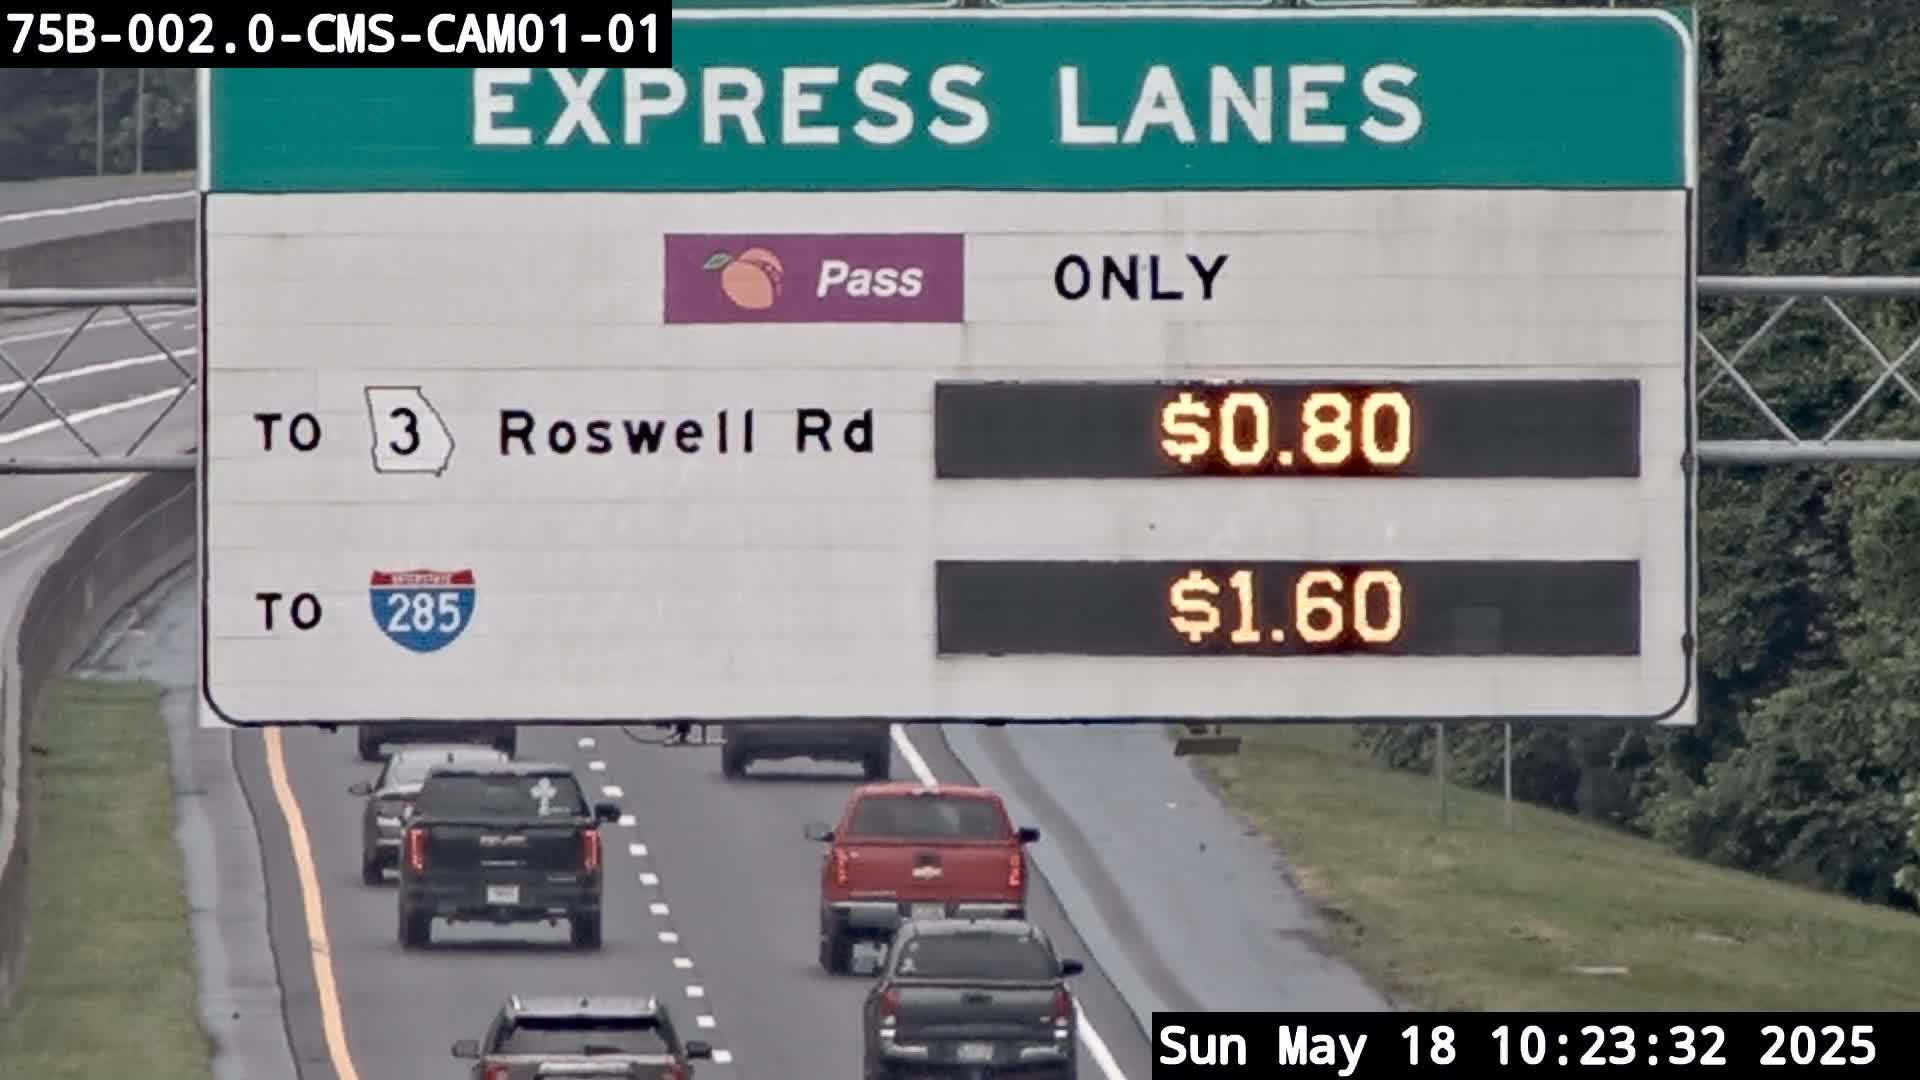 75B-002.0-CMS-CAM01-01
EXPRESS LANES
Pass ONLY
TO 3 Roswell Rd $0.80
TO INTERSTATE 285 $1.60
Sun May 18 10:23:32 2025